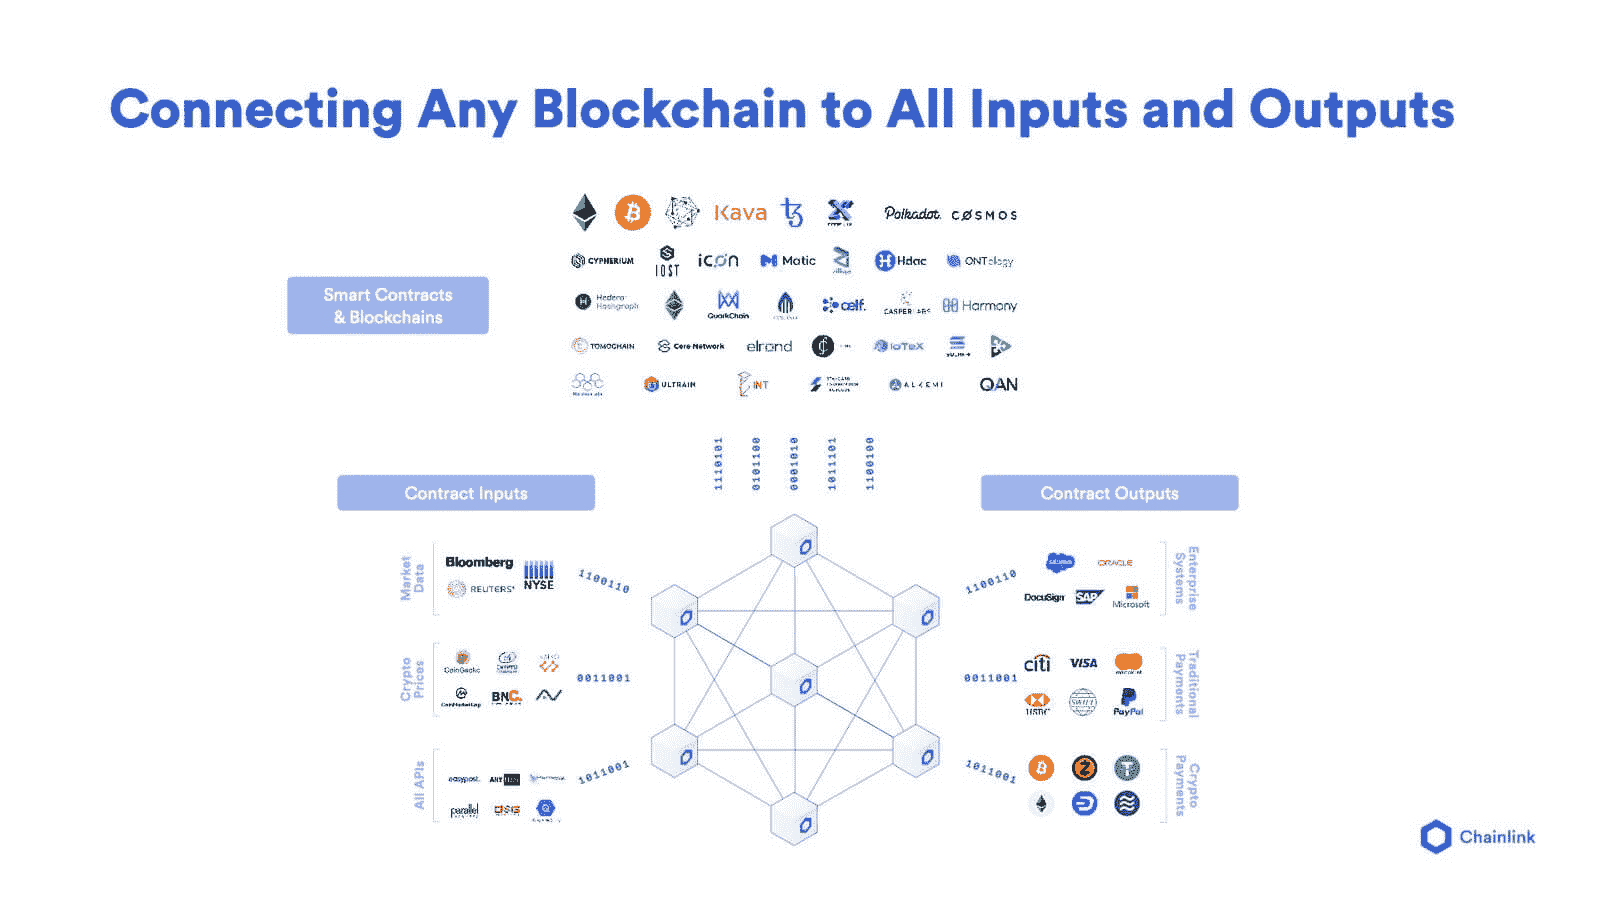 Connecting Any Blockchain to All Inputs and Outputs
Kava
Polkadot.
COSMOS
CYPHERIUM
IOST
icon
Matic
Hdac
ONTology
Smart Contracts
& Blockchains
Hedera
Hashgraph
QuarkChain
aelf.
CASPERLABS
Harmony
TOMOCHAIN
Cere Network
elrond
IoTeX
ULTRAIN
INT
ALKEMI
QAN
1110101
0101100
0001010
1011101
1100100
Contract Inputs
Contract Outputs
Market
Data
Bloomberg
REUTERS
NYSE
1100110
1100110
ORACLE
DocuSign
SAP
Microsoft
Enterprise
Systems
Crypto
Prices
CoinGecko
CoinMarketCap
BNC
0011001
0011001
citi
VISA
HSBC
SWIFT
PayPal
Traditional
Payments
All APIs
easypost.
parallel
1011001
1011001
Crypto
Payments
Chainlink